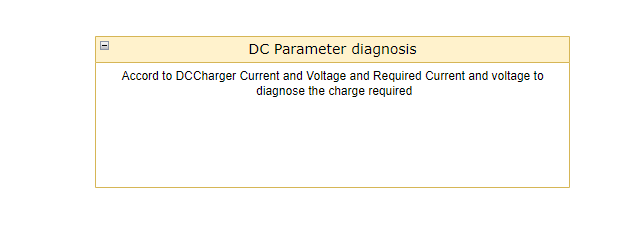 DC Parameter diagnosis
Accord to DCCharger Current and Voltage and Required Current and voltage to
diagnose the charge required